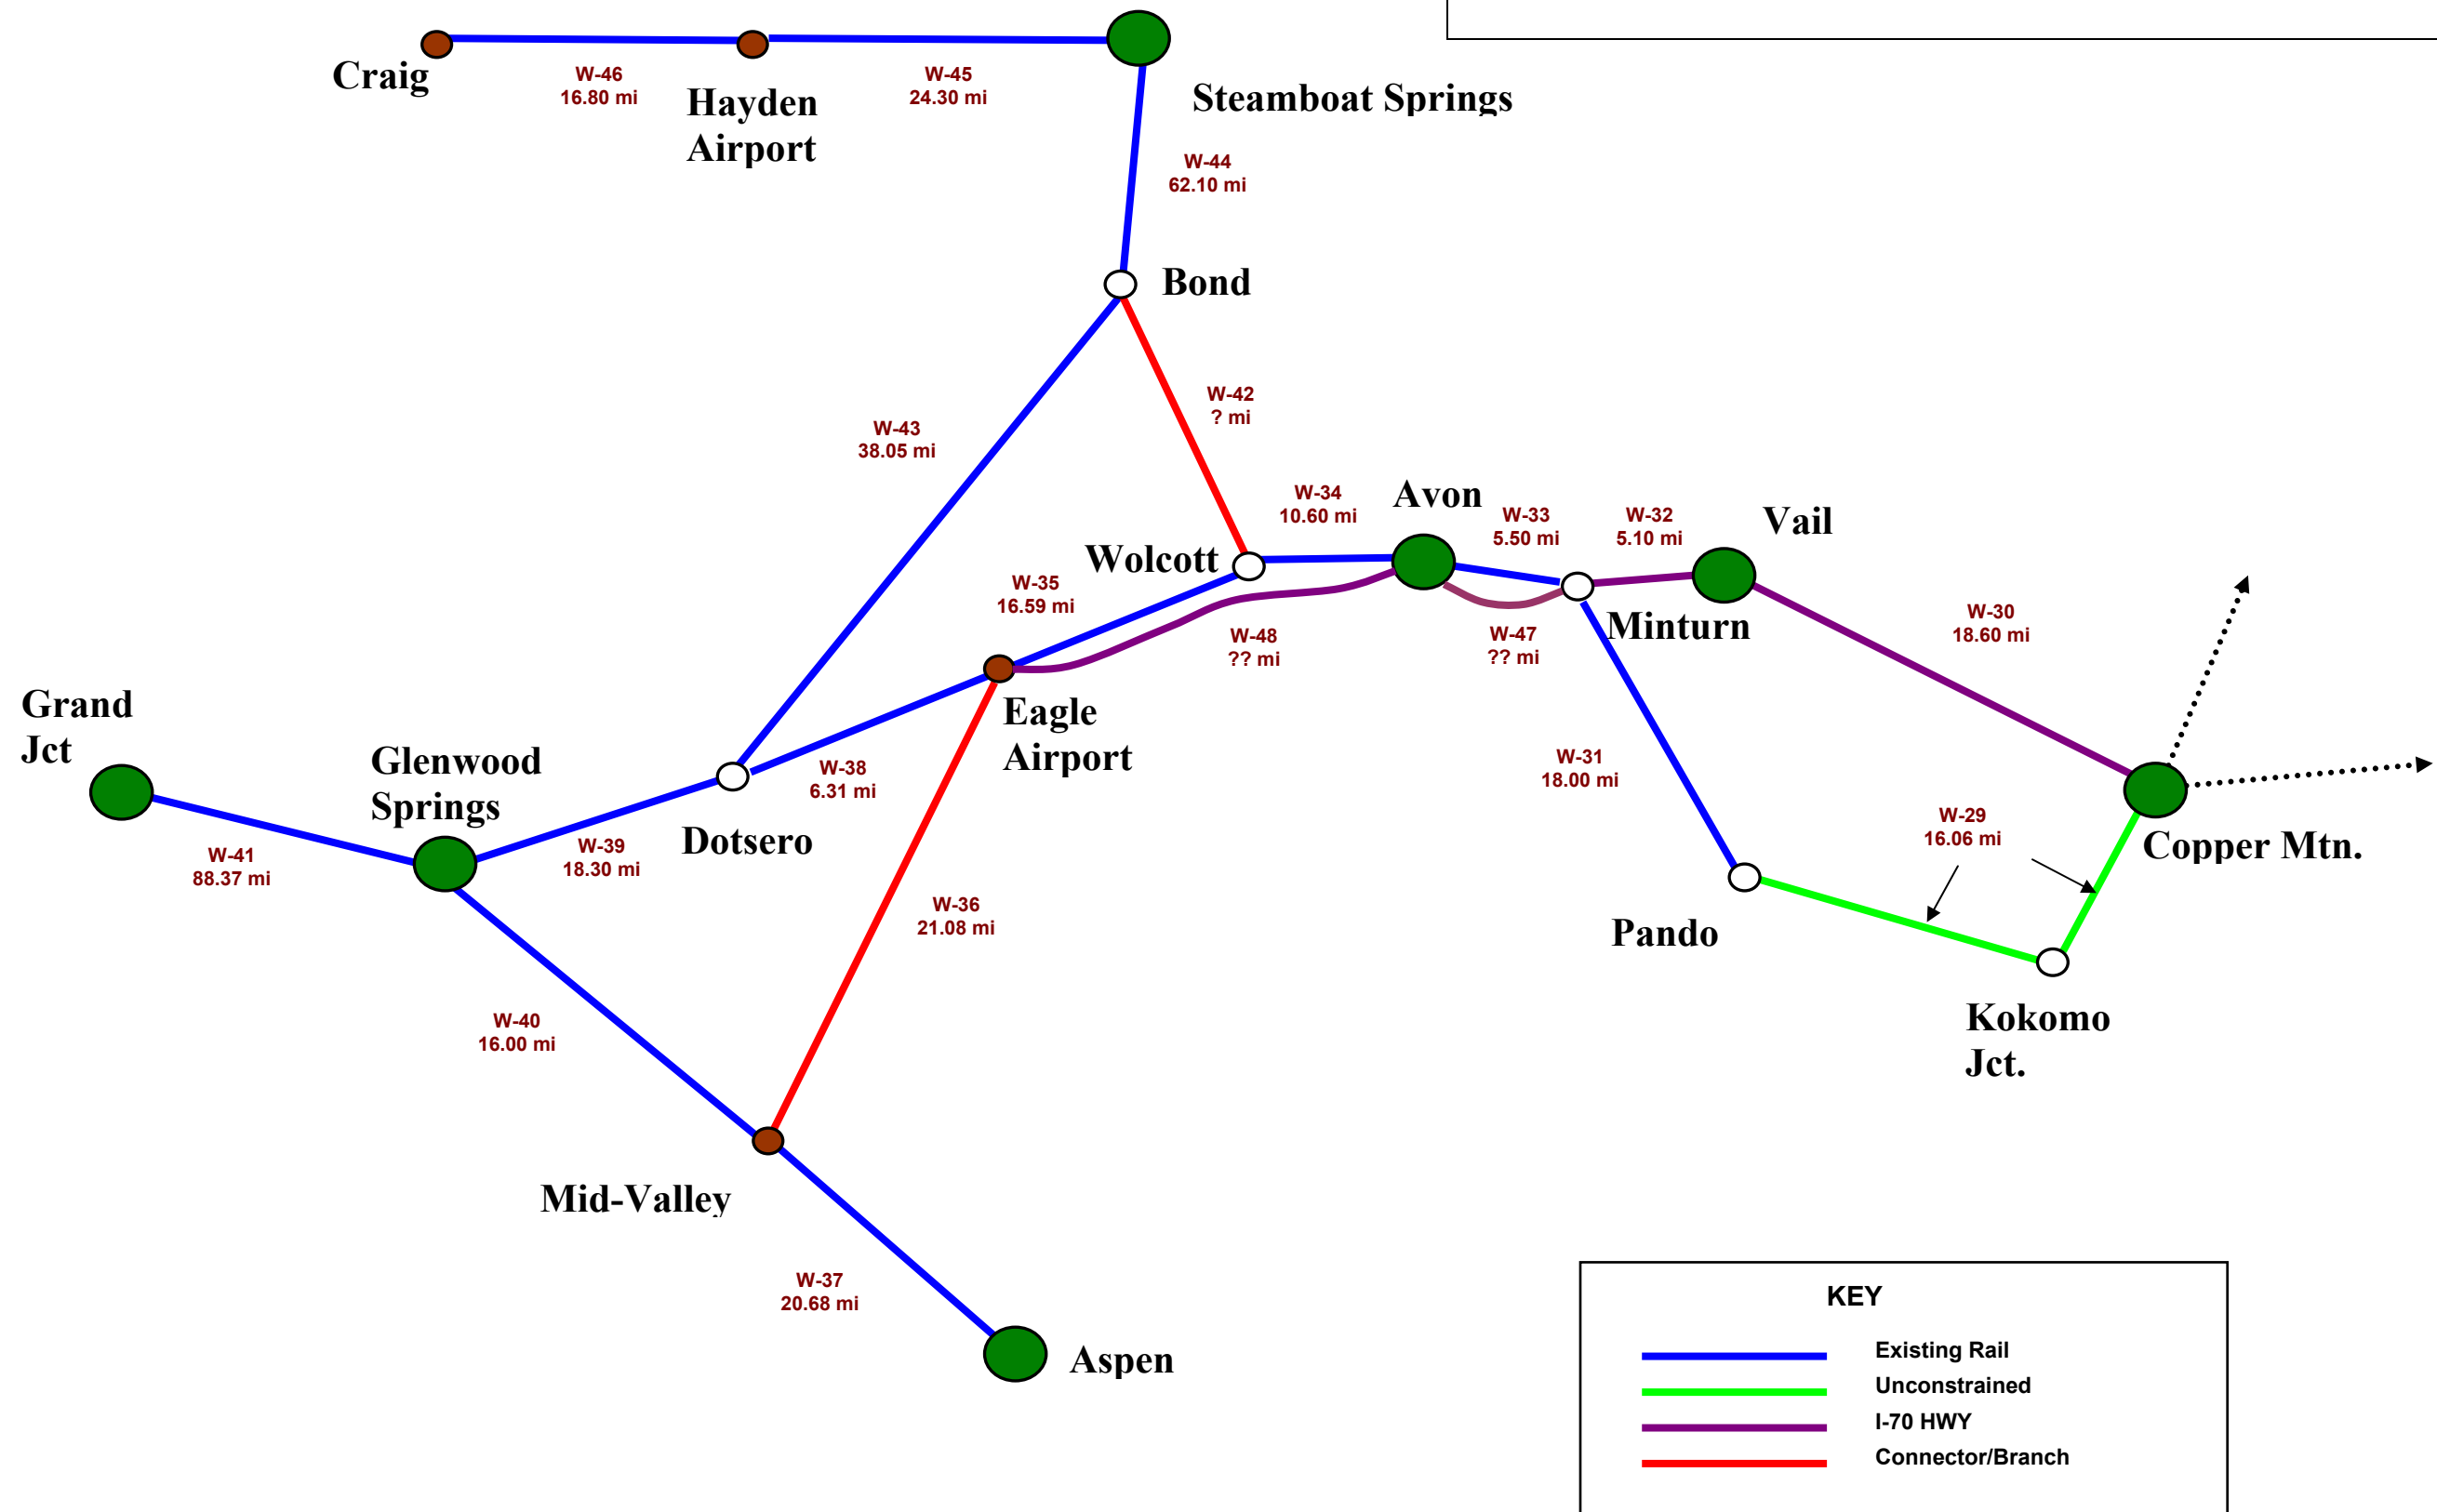 Craig
W-46
16.80 mi
Hayden
Airport
W-45
24.30 mi
Steamboat Springs
W-44
62.10 mi
Bond
W-42
? mi
W-43
38.05 mi
W-34
10.60 mi
Avon
W-33
5.50 mi
W-32
5.10 mi
Vail
Wolcott
W-35
16.59 mi
W-48
?? mi
W-47
?? mi
Minturn
W-30
18.60 mi
Grand
Jct
Glenwood
Springs
Eagle
Airport
W-38
6.31 mi
W-31
18.00 mi
W-29
16.06 mi
Copper Mtn.
W-41
88.37 mi
W-39
18.30 mi
Dotsero
W-36
21.08 mi
Pando
W-40
16.00 mi
Kokomo
Jct.
Mid-Valley
W-37
20.68 mi
Aspen
KEY
Existing Rail
Unconstrained
I-70 HWY
Connector/Branch